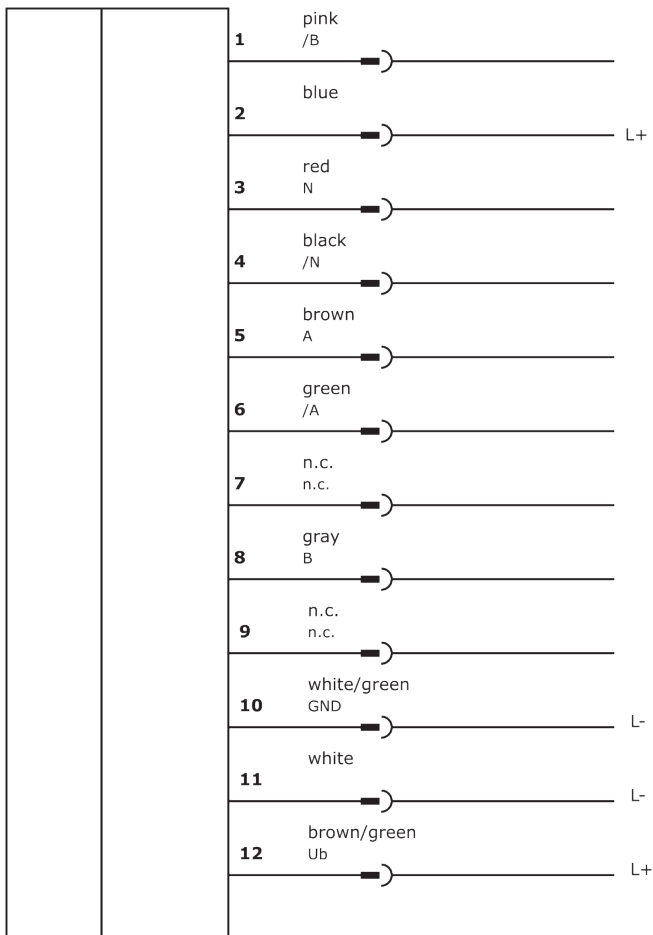 pink
1 /B
blue
2
L+
red
3 N
black
4 /N
brown
5 A
green
6 /A
n.c.
7 n.c.
gray
8 B
n.c.
9 n.c.
white/green
10 GND
L-
white
11
L-
brown/green
12 Ub
L+